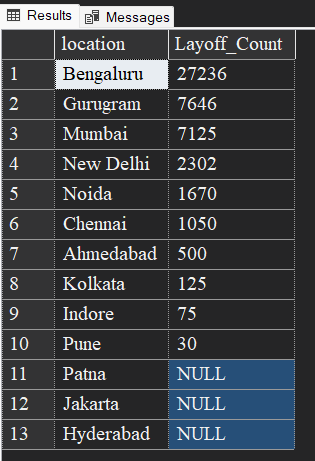 Results Messages
location Layoff_Count
1 Bengaluru 27236
2 Gurugram 7646
3 Mumbai 7125
4 New Delhi 2302
5 Noida 1670
6 Chennai 1050
7 Ahmedabad 500
8 Kolkata 125
9 Indore 75
10 Pune 30
11 Patna NULL
12 Jakarta NULL
13 Hyderabad NULL